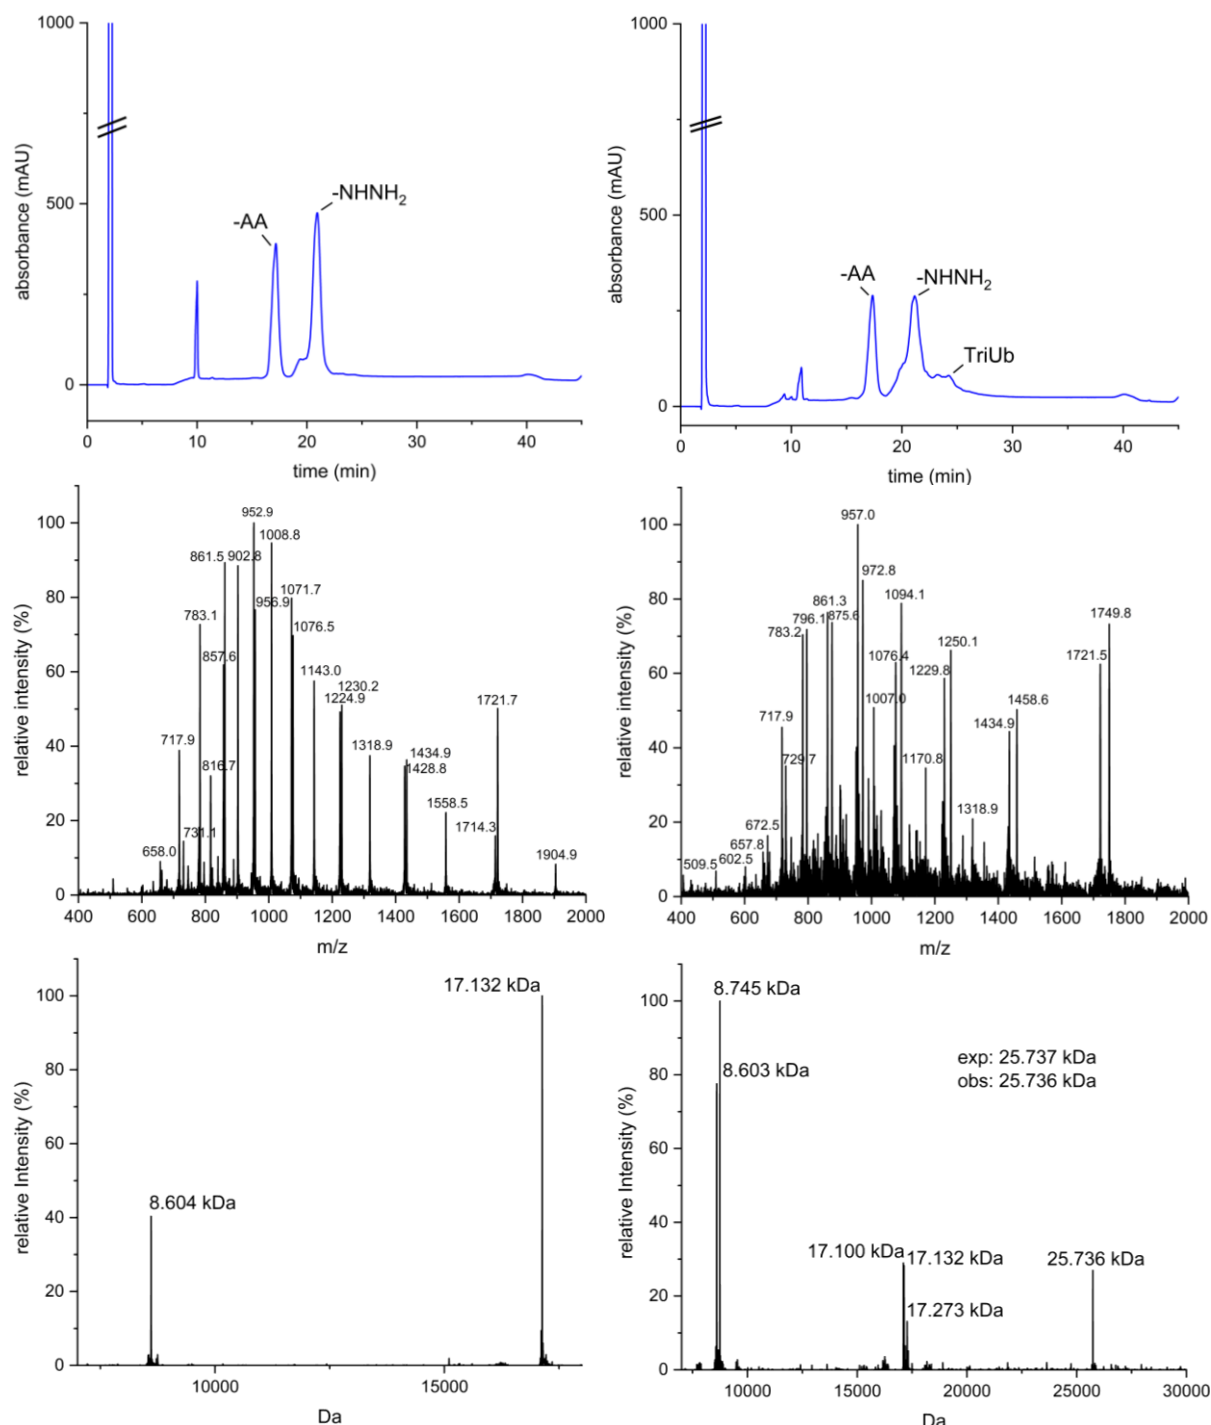 1000
absorbance (mAU)
500
0
-AA
-NHNH₂
0 10 20 30 40
time (min)
1000
absorbance (mAU)
500
0
-AA
-NHNH₂
TriUb
0 10 20 30 40
time (min)
100
80
60
40
20
0
relative intensity (%)
952.9
1008.8
861.5
902.8
1071.7
956.9
783.1
1076.5
857.6
1143.0
1230.2
1224.9
1721.7
717.9
1318.9
1434.9
1428.8
816.7
1558.5
731.1
1714.3
658.0
1904.9
400 600 800 1000 1200 1400 1600 1800 2000
m/z
100
80
60
40
20
0
relative intensity (%)
957.0
972.8
861.3
1094.1
796.1
875.6
783.2
1749.8
1250.1
1076.4
1229.8
1721.5
1007.0
1458.6
717.9
1434.9
729.7
1170.8
672.5
1318.9
657.8
602.5
509.5
400 600 800 1000 1200 1400 1600 1800 2000
m/z
100
80
60
40
20
0
relative Intensity (%)
17.132 kDa
8.604 kDa
10000 15000
Da
100
80
60
40
20
0
relative Intensity (%)
8.745 kDa
8.603 kDa
exp: 25.737 kDa
obs: 25.736 kDa
17.100 kDa
17.132 kDa
25.736 kDa
17.273 kDa
10000 15000 20000 25000 30000
Da